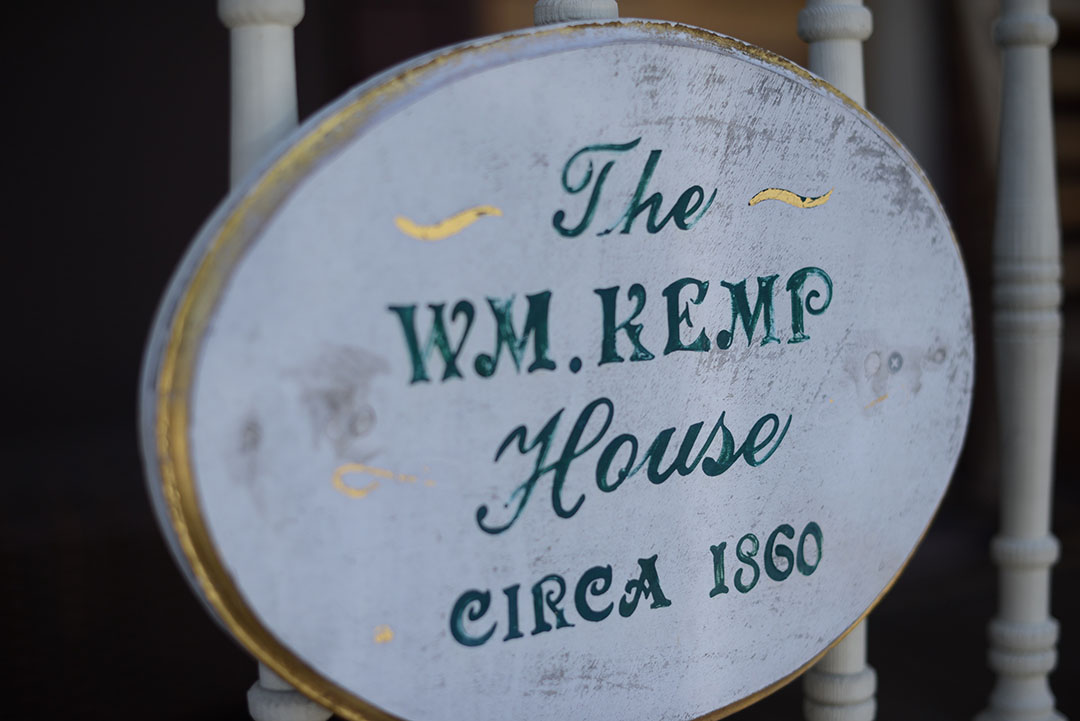 The
WM. KEMP
House
CIRCA 1860